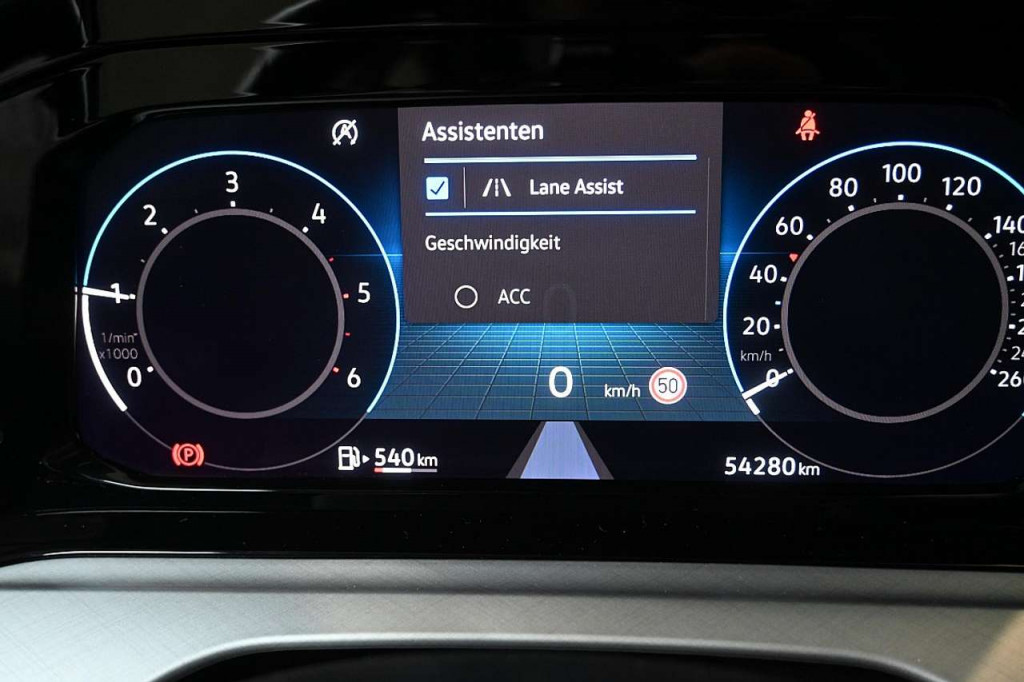 Assistenten
Lane Assist
Geschwindigkeit
ACC
0
0 km/h 50
0 1 2 3 4 5 6
1/min
x1000
0 20 40 60 80 100 120 140
km/h
P
540 km
54280 km